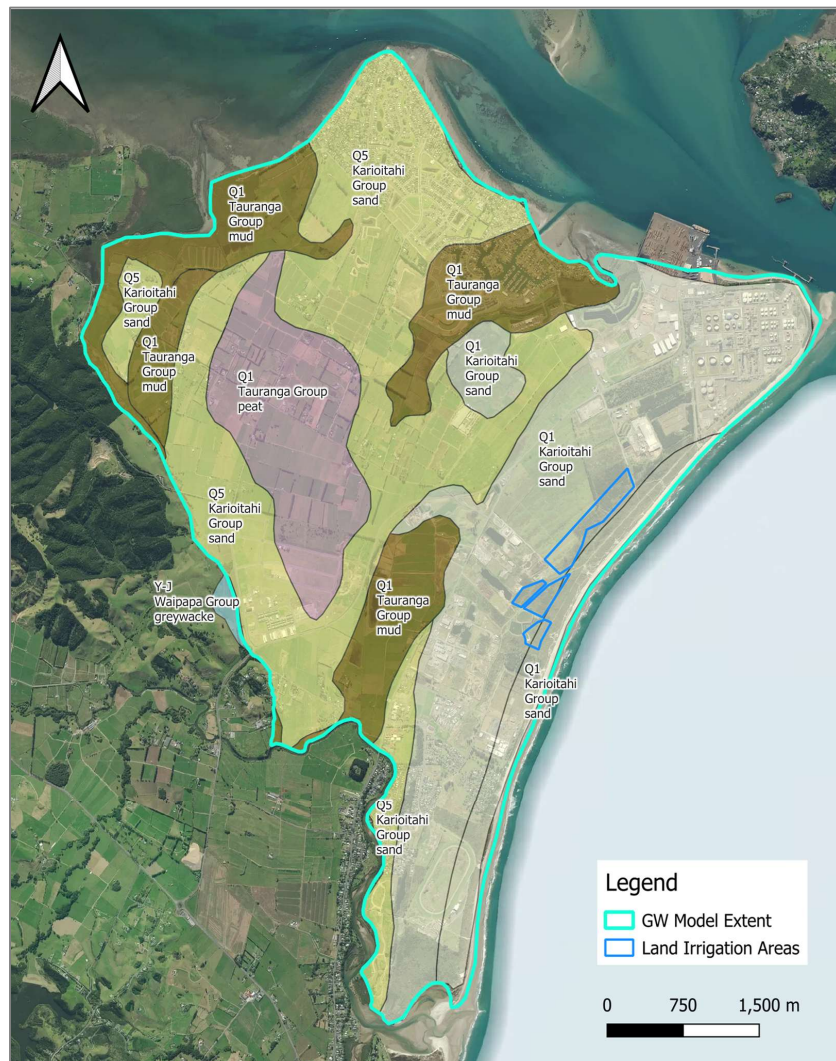 Q5
Karioitahi
Group
sand
Q1
Tauranga
Group
mud
Q1
Tauranga
Group
mud
Q5
Karioitahi
Group
sand
Q1
Tauranga
Group
mud
Q1
Karioitahi
Group
sand
Q1
Tauranga Group
peat
Q1
Karioitahi
Group
sand
Q5
Karioitahi
Group
sand
Y-J
Waipapa Group
greywacke
Q1
Tauranga
Group
mud
Q1
Karioitahi
Group
sand
Q5
Karioitahi
Group
sand
Legend
GW Model Extent
Land Irrigation Areas
0 750 1,500 m